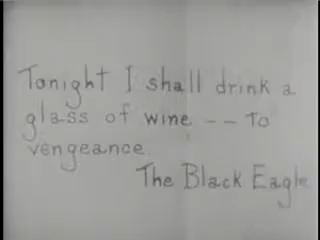 Tonight I shall drink a
glass of wine -- To
vengeance.
The Black Eagle